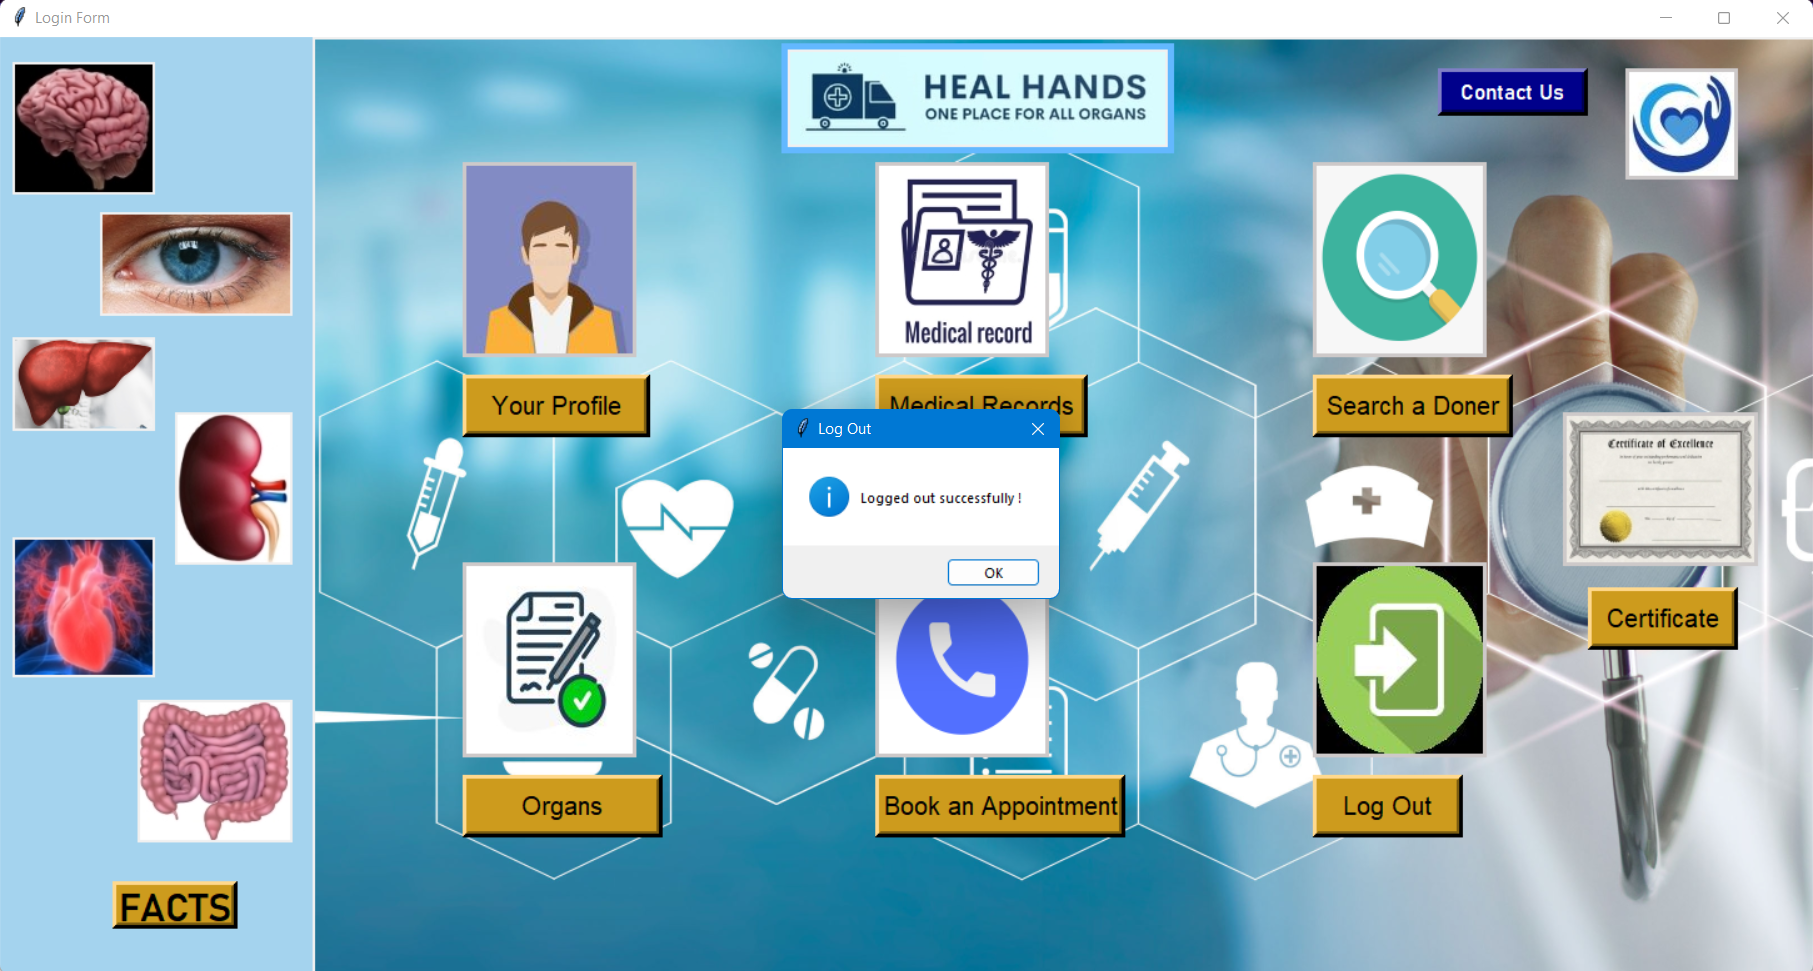 Login Form
HEAL HANDS
ONE PLACE FOR ALL ORGANS
Contact Us
Medical record
Your Profile
Medical Records
Search a Doner
Certificate of Excellence
Log Out
Logged out successfully !
OK
Certificate
Organs
Book an Appointment
Log Out
FACTS